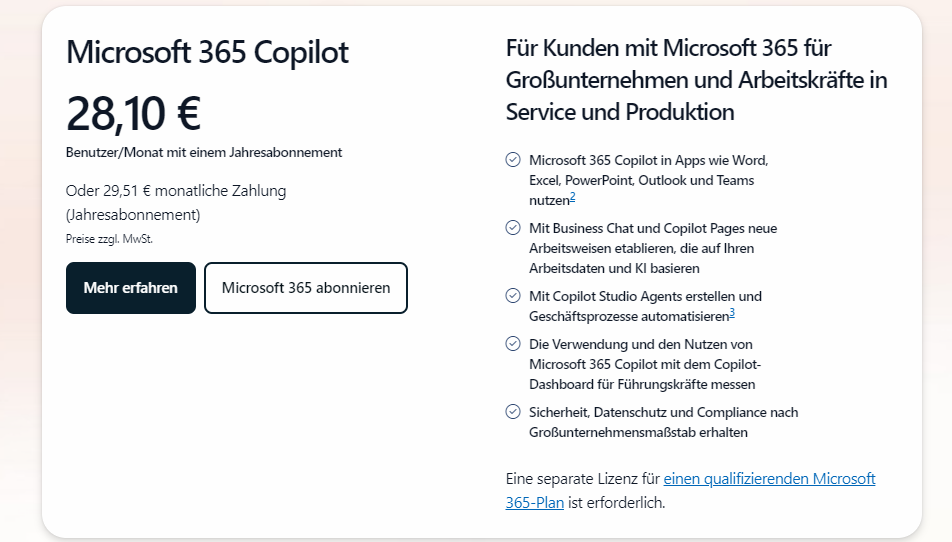 Microsoft 365 Copilot
28,10 €
Benutzer/Monat mit einem Jahresabonnement
Oder 29,51 € monatliche Zahlung
(Jahresabonnement)
Preise zzgl. MwSt.
Mehr erfahren
Microsoft 365 abonnieren
Für Kunden mit Microsoft 365 für
Großunternehmen und Arbeitskräfte in
Service und Produktion
Microsoft 365 Copilot in Apps wie Word,
Excel, PowerPoint, Outlook und Teams
nutzen2
Mit Business Chat und Copilot Pages neue
Arbeitsweisen etablieren, die auf Ihren
Arbeitsdaten und KI basieren
Mit Copilot Studio Agents erstellen und
Geschäftsprozesse automatisieren3
Die Verwendung und den Nutzen von
Microsoft 365 Copilot mit dem Copilot-
Dashboard für Führungskräfte messen
Sicherheit, Datenschutz und Compliance nach
Großunternehmensmaßstab erhalten
Eine separate Lizenz für einen qualifizierenden Microsoft
365-Plan ist erforderlich.